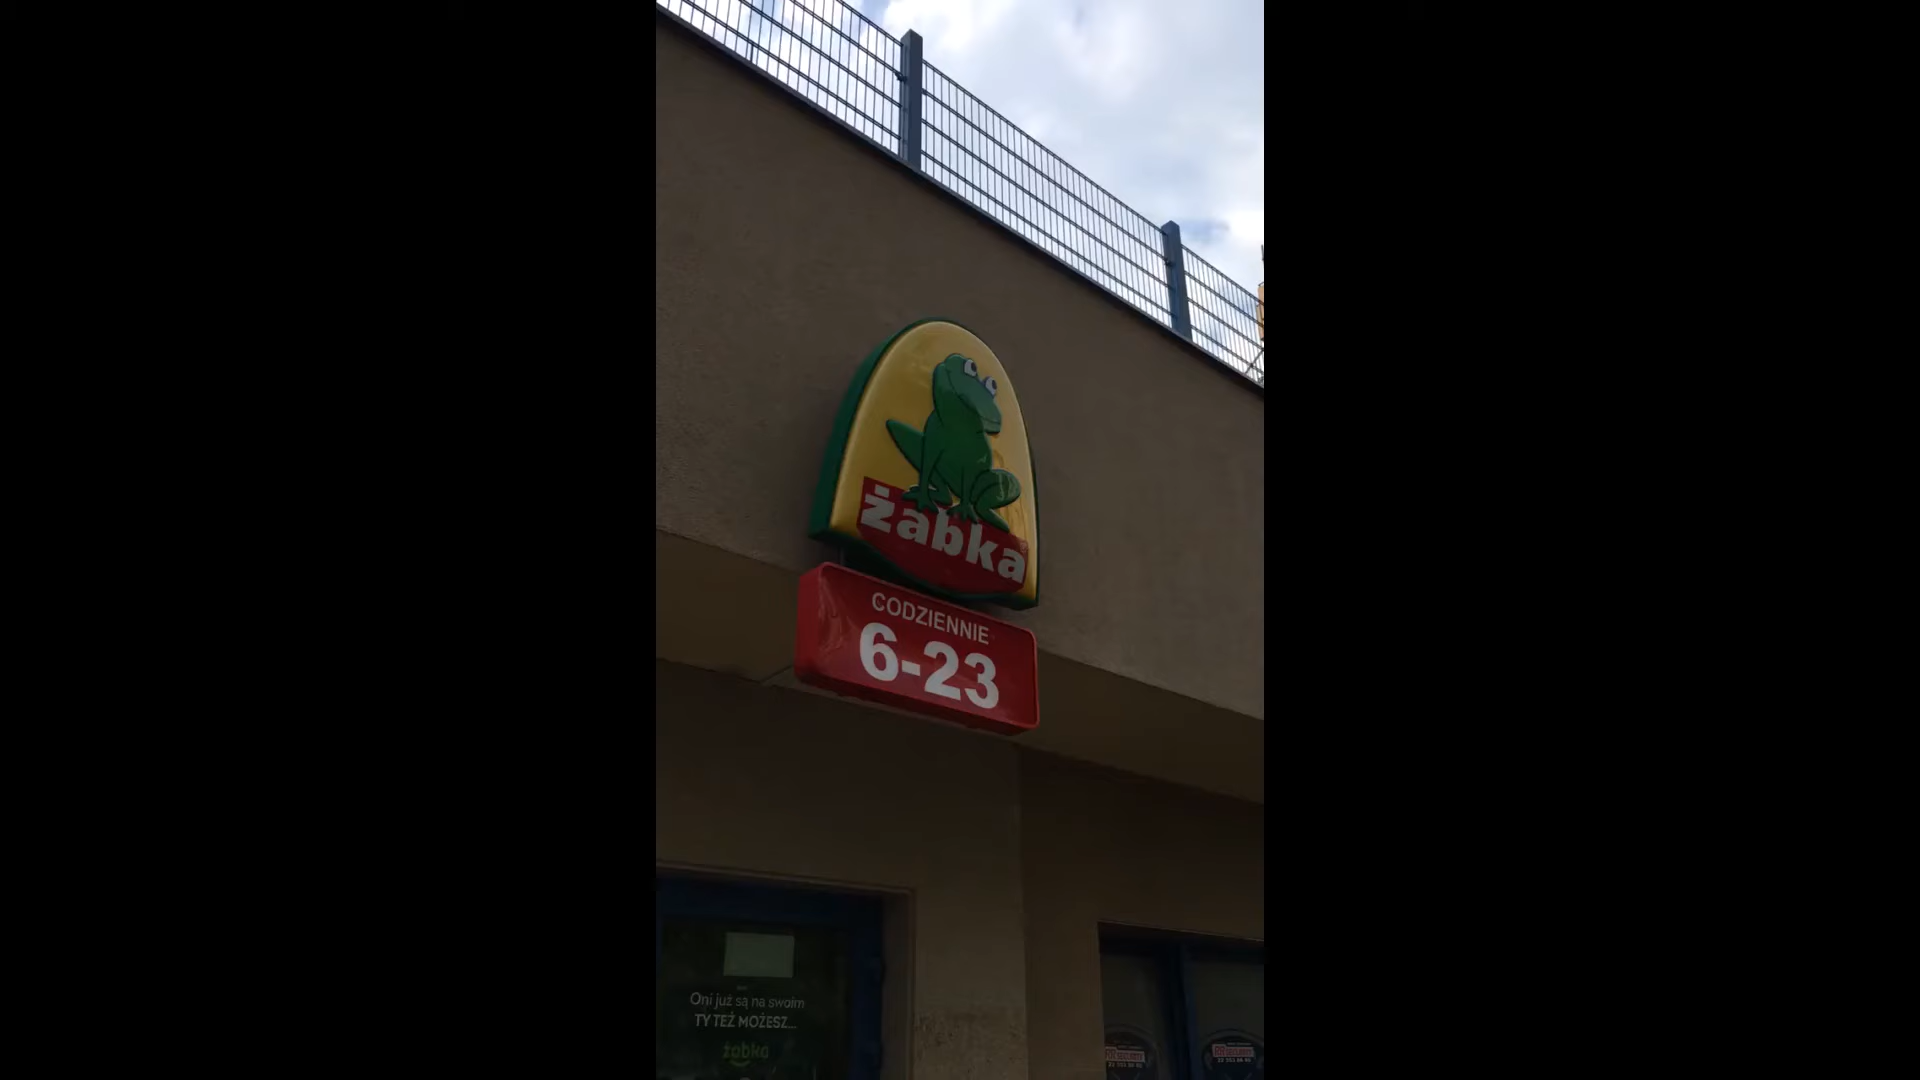 żabka
CODZIENNIE
6-23
Oni już są na swoim
TY TEŻ MOŻESZ...
żabka